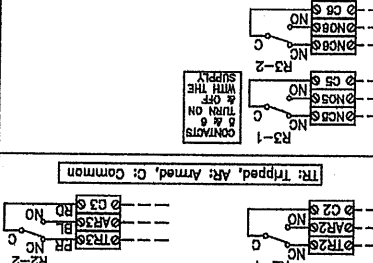 TR2 NC
AR2 NO C
C2
R2-2
TR3 PR NC
AR3 BL NO C
C3 RD
TR: Tripped, AR: Armed, C: Common
R3-1
NC5 NC
NO5 NO C
C5
CONTACTS
5 & 6
TURN ON
& OFF
WITH THE
SUPPLY
R3-2
NC6 NC
NO6 NO C
C6